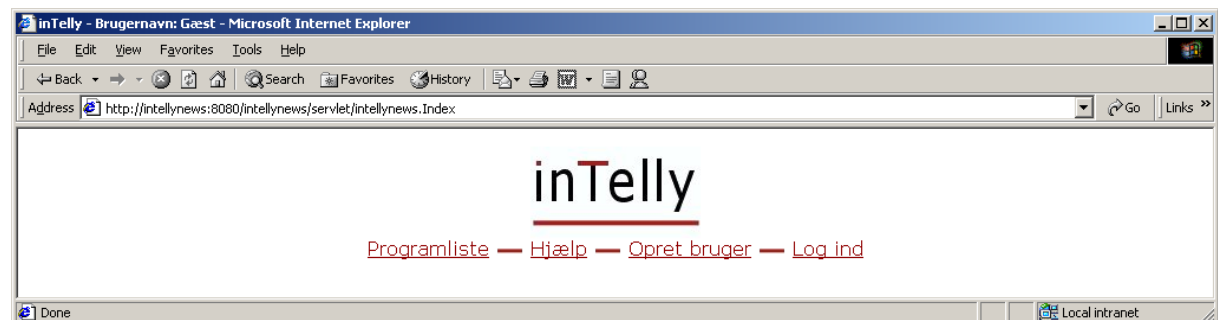 inTelly - Brugernavn: Gæst - Microsoft Internet Explorer
File Edit View Favorites Tools Help
Back Search Favorites History
Address http://intellynews:8080/intellynews/servlet/intellynews.Index Go Links »
inTelly
Programliste — Hjælp — Opret bruger — Log ind
Done Local intranet